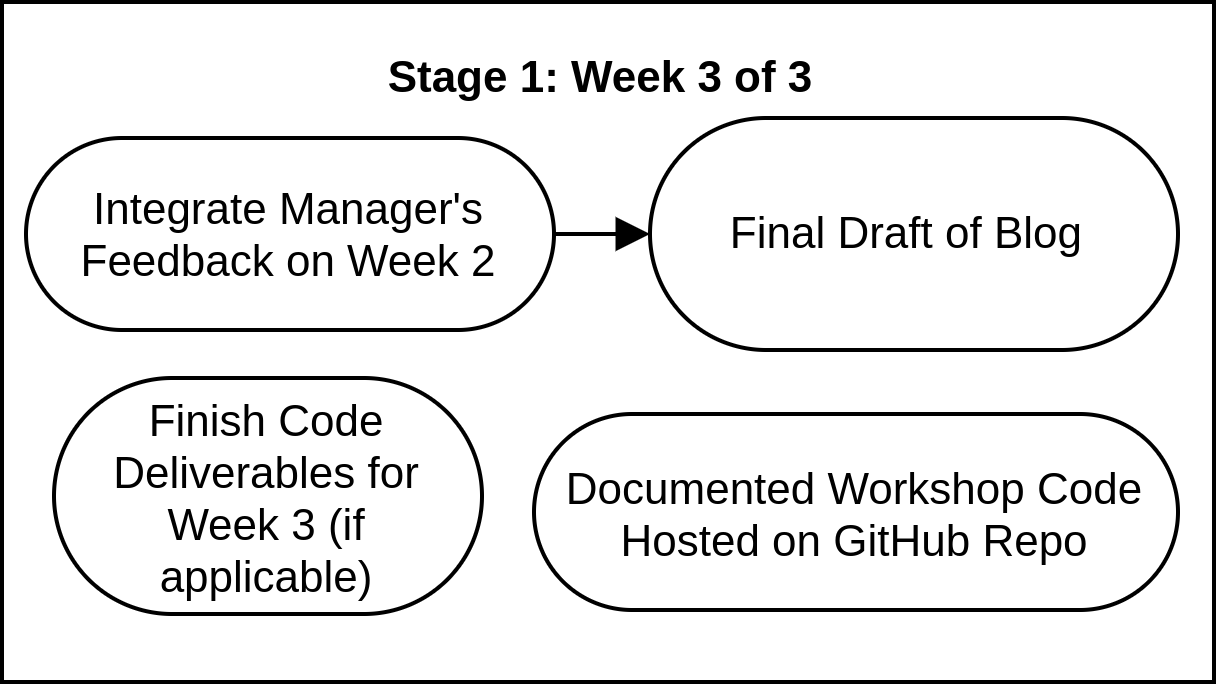 Stage 1: Week 3 of 3
Integrate Manager's
Feedback on Week 2
Final Draft of Blog
Finish Code
Deliverables for
Week 3 (if
applicable)
Documented Workshop Code
Hosted on GitHub Repo